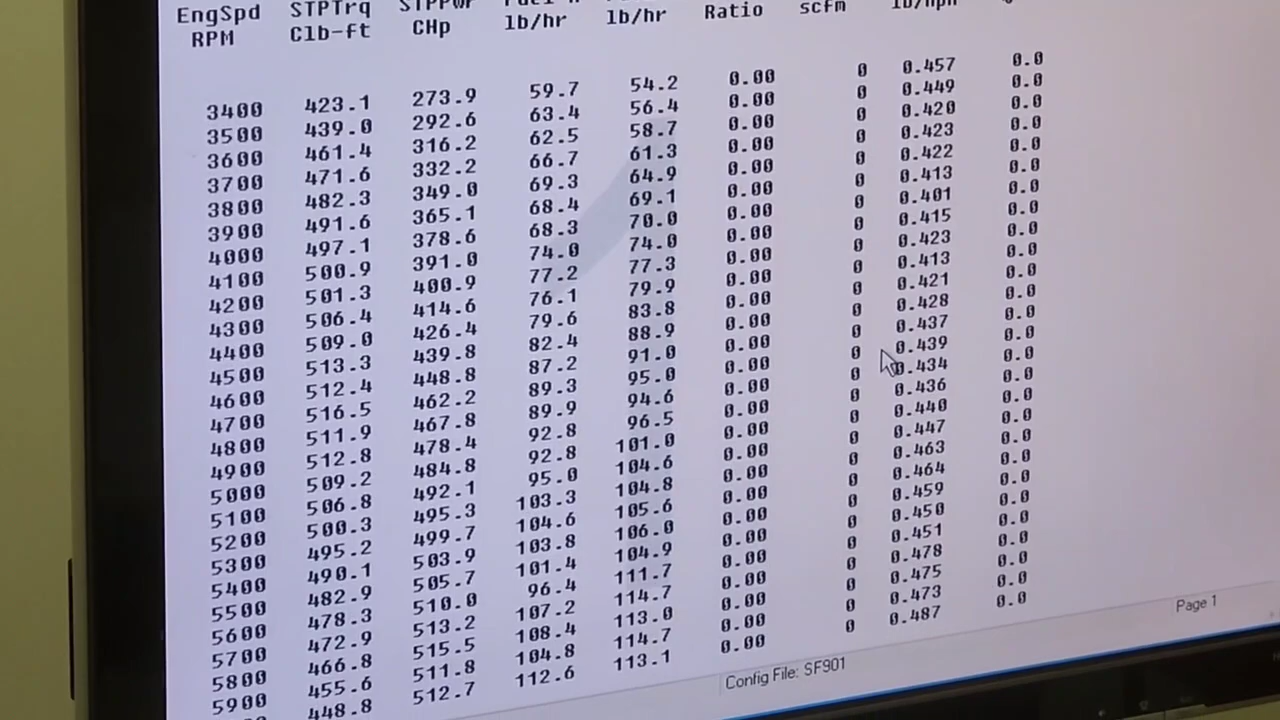 EngSpd STPTrq STPPwr Ratio scfm lb/hph
RPM Clb-ft CHp lb/hr lb/hr
3400 423.1 273.9 59.7 54.2 0.00 0 0.457 0.0
3500 439.0 292.6 63.4 56.4 0.00 0 0.449 0.0
3600 461.4 316.2 62.5 58.7 0.00 0 0.420 0.0
3700 471.6 332.2 66.7 61.3 0.00 0 0.423 0.0
3800 482.3 349.0 69.3 64.9 0.00 0 0.422 0.0
3900 491.6 365.1 68.4 69.1 0.00 0 0.413 0.0
4000 497.1 378.6 68.3 70.0 0.00 0 0.401 0.0
4100 500.9 391.0 74.0 74.0 0.00 0 0.415 0.0
4200 501.3 400.9 77.2 77.3 0.00 0 0.423 0.0
4300 506.4 414.6 76.1 79.9 0.00 0 0.413 0.0
4400 509.0 426.4 79.6 83.8 0.00 0 0.421 0.0
4500 513.3 439.8 82.4 88.9 0.00 0 0.428 0.0
4600 512.4 448.8 87.2 91.0 0.00 0 0.437 0.0
4700 516.5 462.2 89.3 95.0 0.00 0 0.439 0.0
4800 511.9 467.8 89.9 94.6 0.00 0 0.434 0.0
4900 512.8 478.4 92.8 96.5 0.00 0 0.436 0.0
5000 509.2 484.8 92.8 101.0 0.00 0 0.440 0.0
5100 506.8 492.1 95.0 104.6 0.00 0 0.447 0.0
5200 500.3 495.3 103.3 104.8 0.00 0 0.463 0.0
5300 495.2 499.7 104.6 105.6 0.00 0 0.464 0.0
5400 490.1 503.9 103.8 106.0 0.00 0 0.459 0.0
5500 482.9 505.7 101.4 104.9 0.00 0 0.450 0.0
5600 478.3 510.0 96.4 111.7 0.00 0 0.451 0.0
5700 472.9 513.2 107.2 114.7 0.00 0 0.478 0.0
5800 466.8 515.5 108.4 113.0 0.00 0 0.475 0.0
5900 455.6 511.8 104.8 114.7 0.00 0 0.473 0.0
448.8 512.7 112.6 113.1 0.00 0 0.487 0.0
Config File: SF901 Page 1